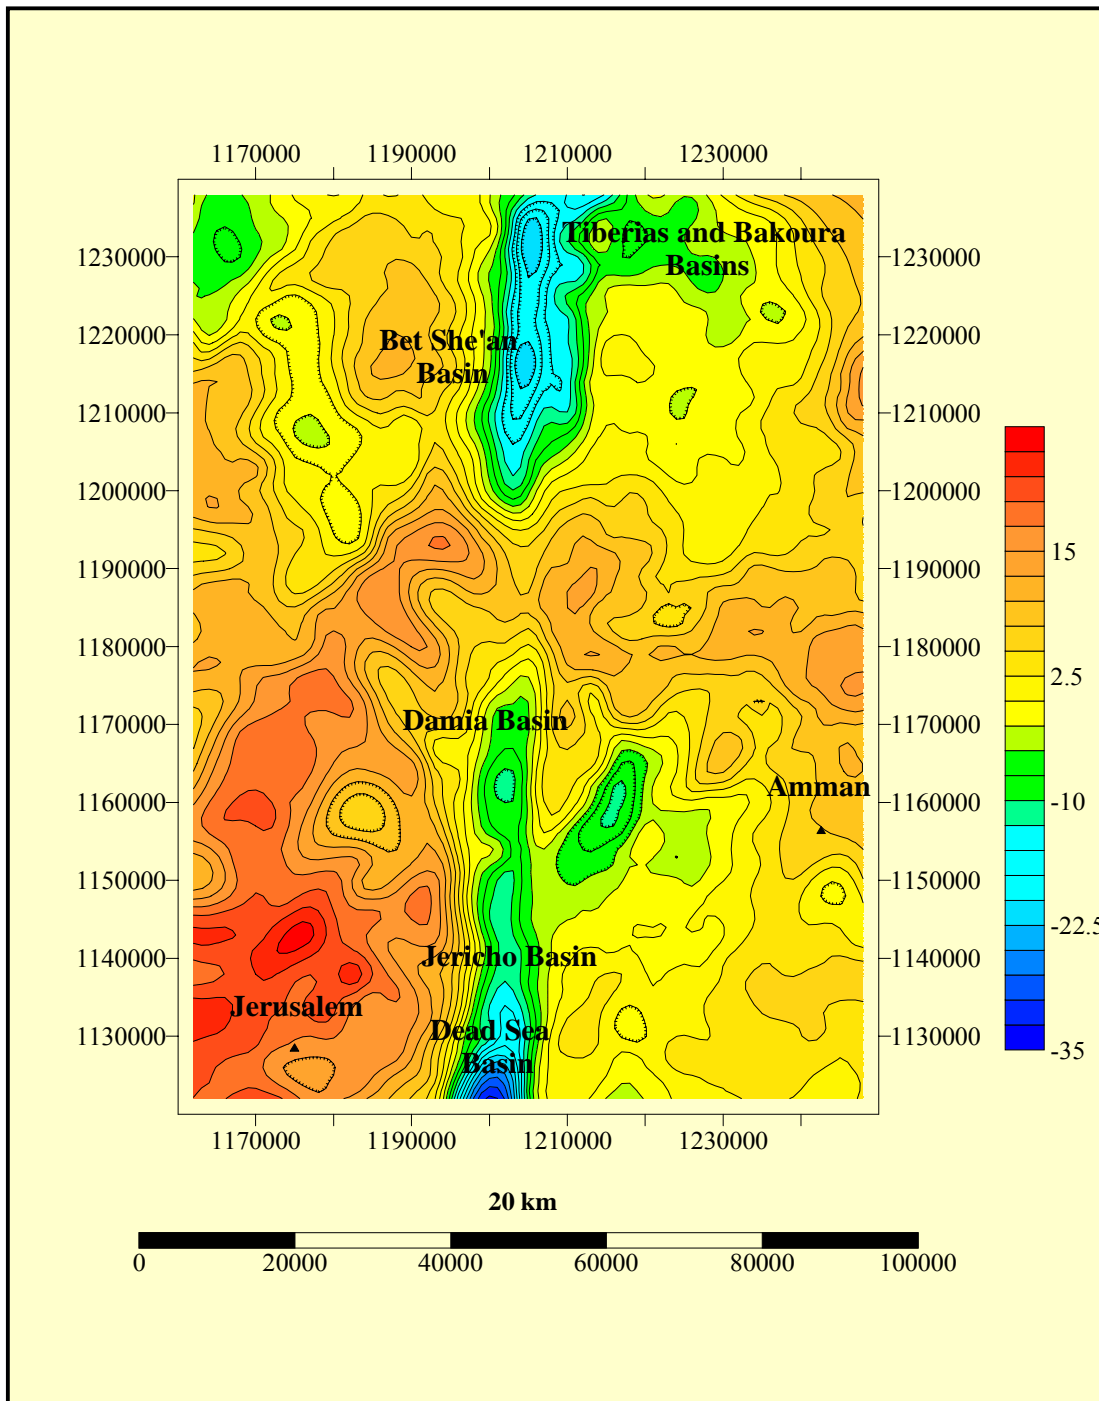 1170000 1190000 1210000 1230000
1230000 Tiberias and Bakoura 1230000
Basins
1220000 Bet She'an 1220000
Basin
1210000 1210000
1200000 1200000
15
1190000 1190000
1180000 1180000
2.5
1170000 Damia Basin 1170000
Amman
1160000 -10 1160000
1150000 1150000
-22.5
1140000 Jericho Basin 1140000
Jerusalem
1130000 Dead Sea 1130000
Basin
-35
1170000 1190000 1210000 1230000
20 km
0 20000 40000 60000 80000 100000